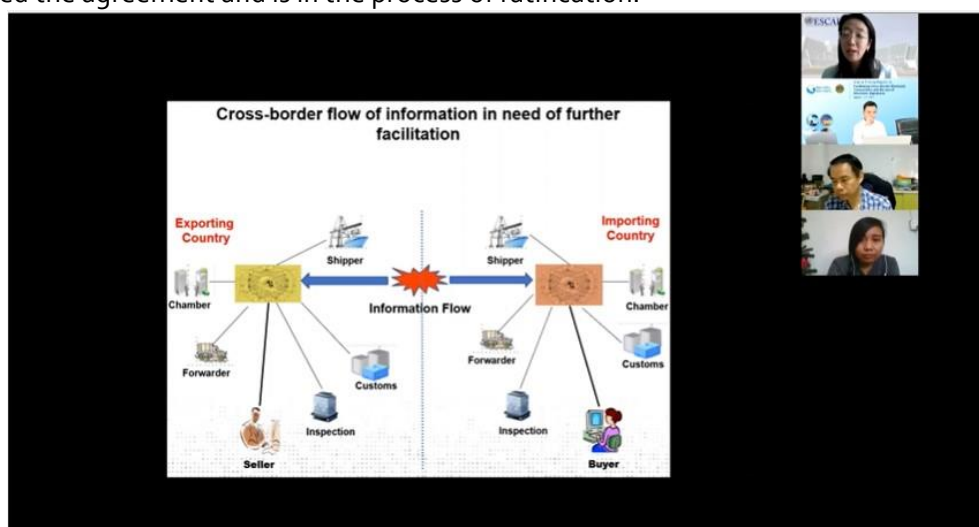 ed the agreement and is in the process of ratification.
ESCAP
Cross-border flow of information in need of further
facilitation
Exporting
Country
Importing
Country
Shipper
Shipper
Chamber
Information Flow
Chamber
Forwarder
Customs
Forwarder
Customs
Inspection
Inspection
Seller
Buyer